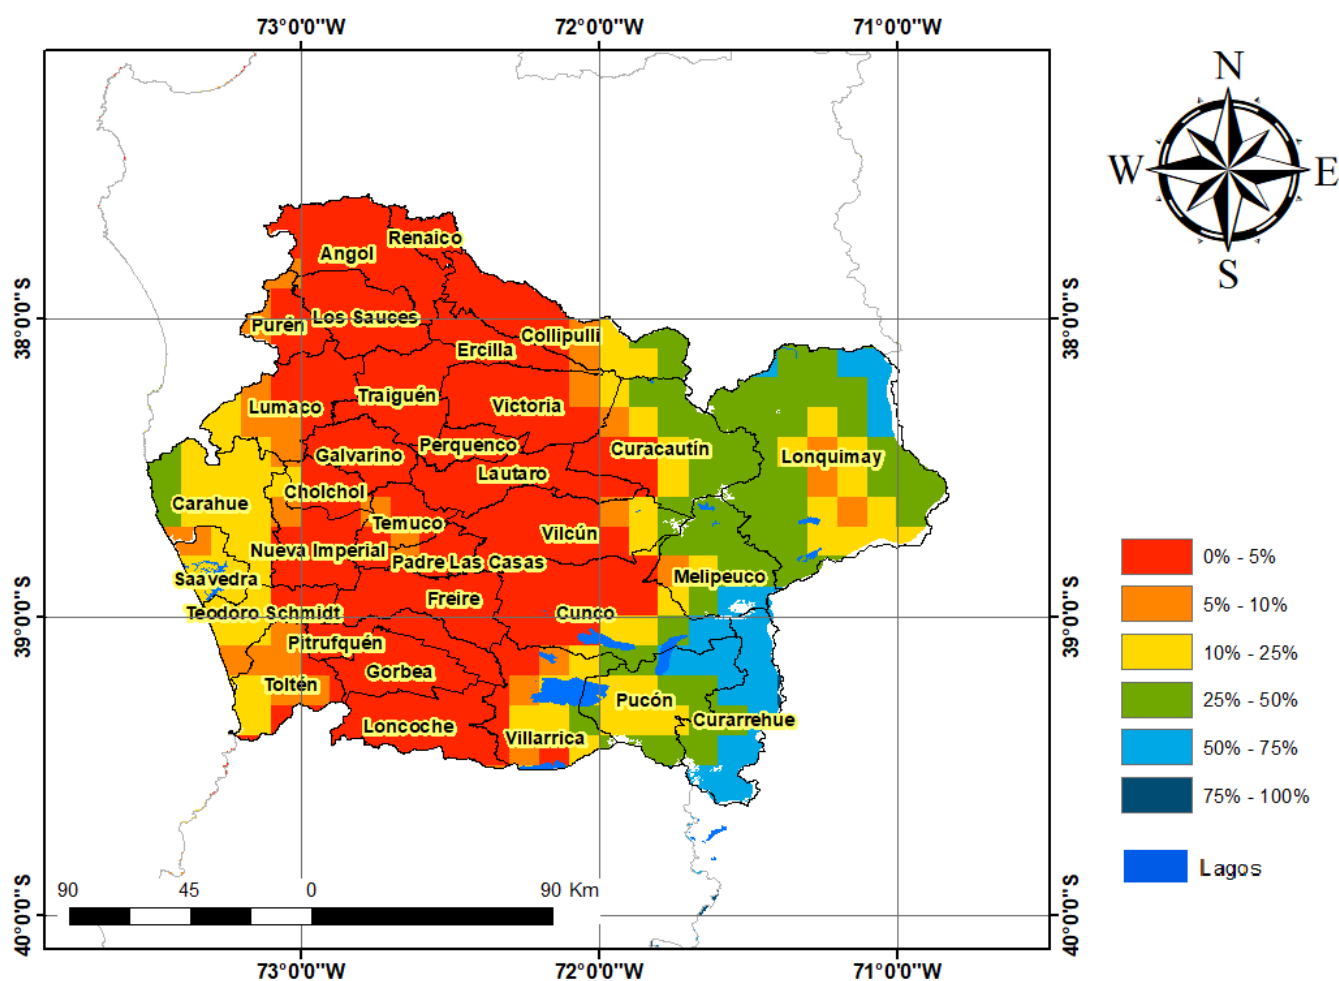 73°0'0"W 72°0'0"W 71°0'0"W
N
W E
S
38°0'0"S
38°0'0"S
39°0'0"S
39°0'0"S
40°0'0"S
40°0'0"S
Renaico
Angol
Los Sauces
Purén
Collipulli
Ercilla
Traiguén
Lumaco
Victoria
Perquenco
Curacautín
Galvarino
Lonquimay
Lautaro
Cholchol
Carahue
Temuco
Vilcún
Nueva Imperial
Padre Las Casas
Saavedra
Melipeuco
Freire
Teodoro Schmidt
Cunco
Pitrufquén
Gorbea
Toltén
Pucón
Curarrehue
Loncoche
Villarrica
0% - 5%
5% - 10%
10% - 25%
25% - 50%
50% - 75%
75% - 100%
Lagos
90 45 0 90 Km
73°0'0"W 72°0'0"W 71°0'0"W